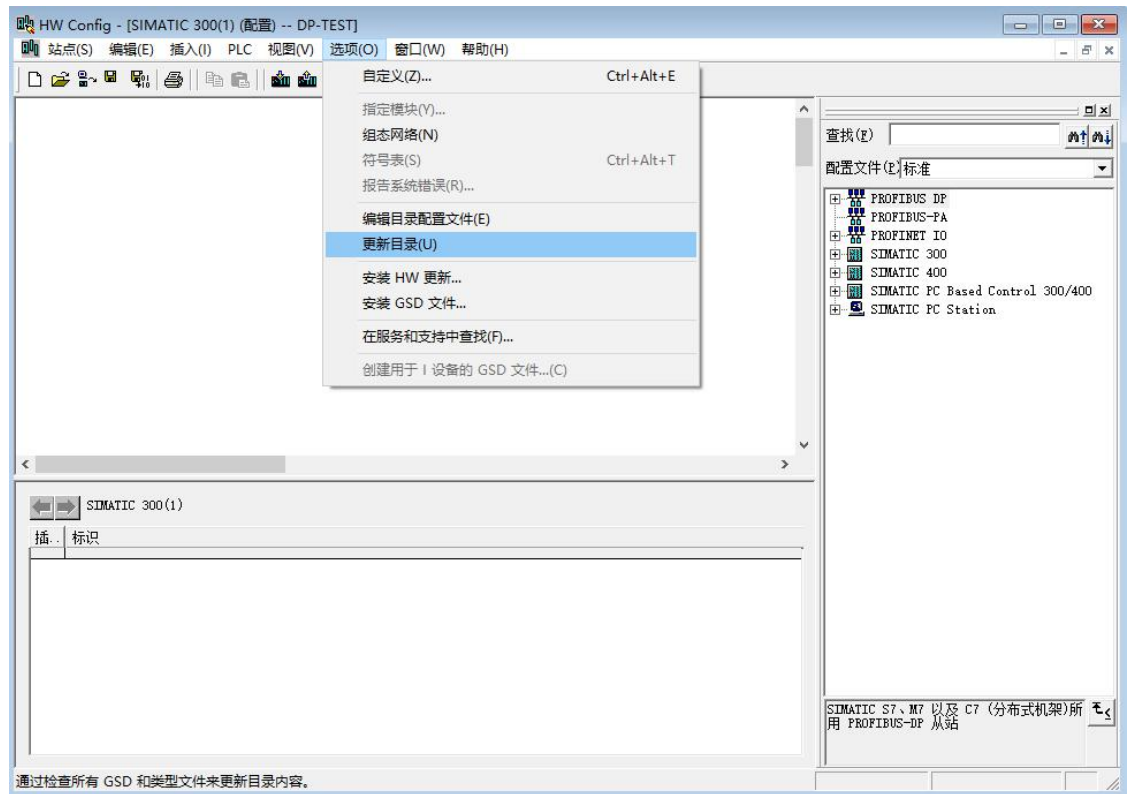 HW Config - [SIMATIC 300(1) (配置) -- DP-TEST]
站点(S) 编辑(E) 插入(I) PLC 视图(V) 选项(O) 窗口(W) 帮助(H)
自定义(Z)... Ctrl+Alt+E
指定模块(Y)...
组态网络(N)
符号表(S) Ctrl+Alt+T
报告系统错误(R)...
编辑目录配置文件(E)
更新目录(U)
安装 HW 更新...
安装 GSD 文件...
在服务和支持中查找(F)...
创建用于 I 设备的 GSD 文件...(C)
查找(F)
配置文件(P) 标准
PROFIBUS DP
PROFIBUS-PA
PROFINET IO
SIMATIC 300
SIMATIC 400
SIMATIC PC Based Control 300/400
SIMATIC PC Station
SIMATIC 300(1)
插.. 标识
SIMATIC S7、M7 以及 C7 (分布式机架)所
用 PROFIBUS-DP 从站
通过检查所有 GSD 和类型文件来更新目录内容。